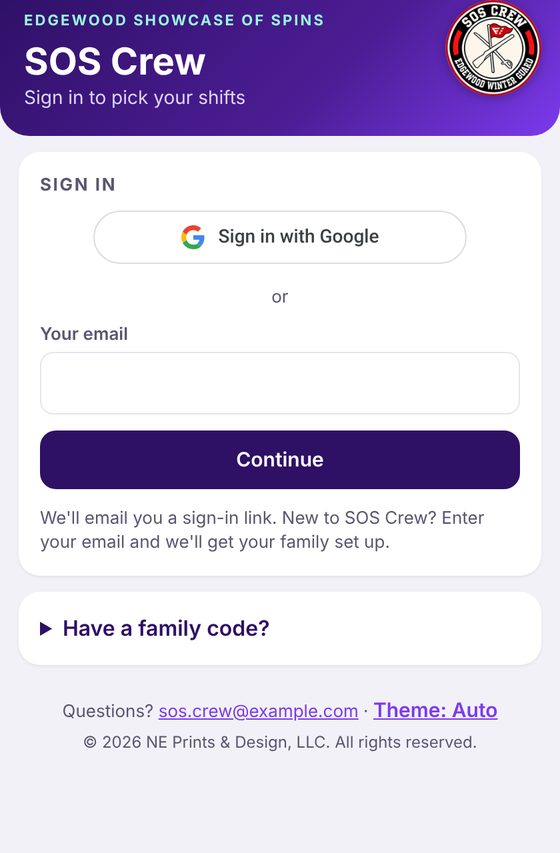 EDGEWOOD SHOWCASE OF SPINS
SOS Crew
Sign in to pick your shifts
SOS CREW
EDGEWOOD WINTER GUARD
SIGN IN
Sign in with Google
or
Your email
Continue
We'll email you a sign-in link. New to SOS Crew? Enter
your email and we'll get your family set up.
Have a family code?
Questions? sos.crew@example.com · Theme: Auto
© 2026 NE Prints & Design, LLC. All rights reserved.